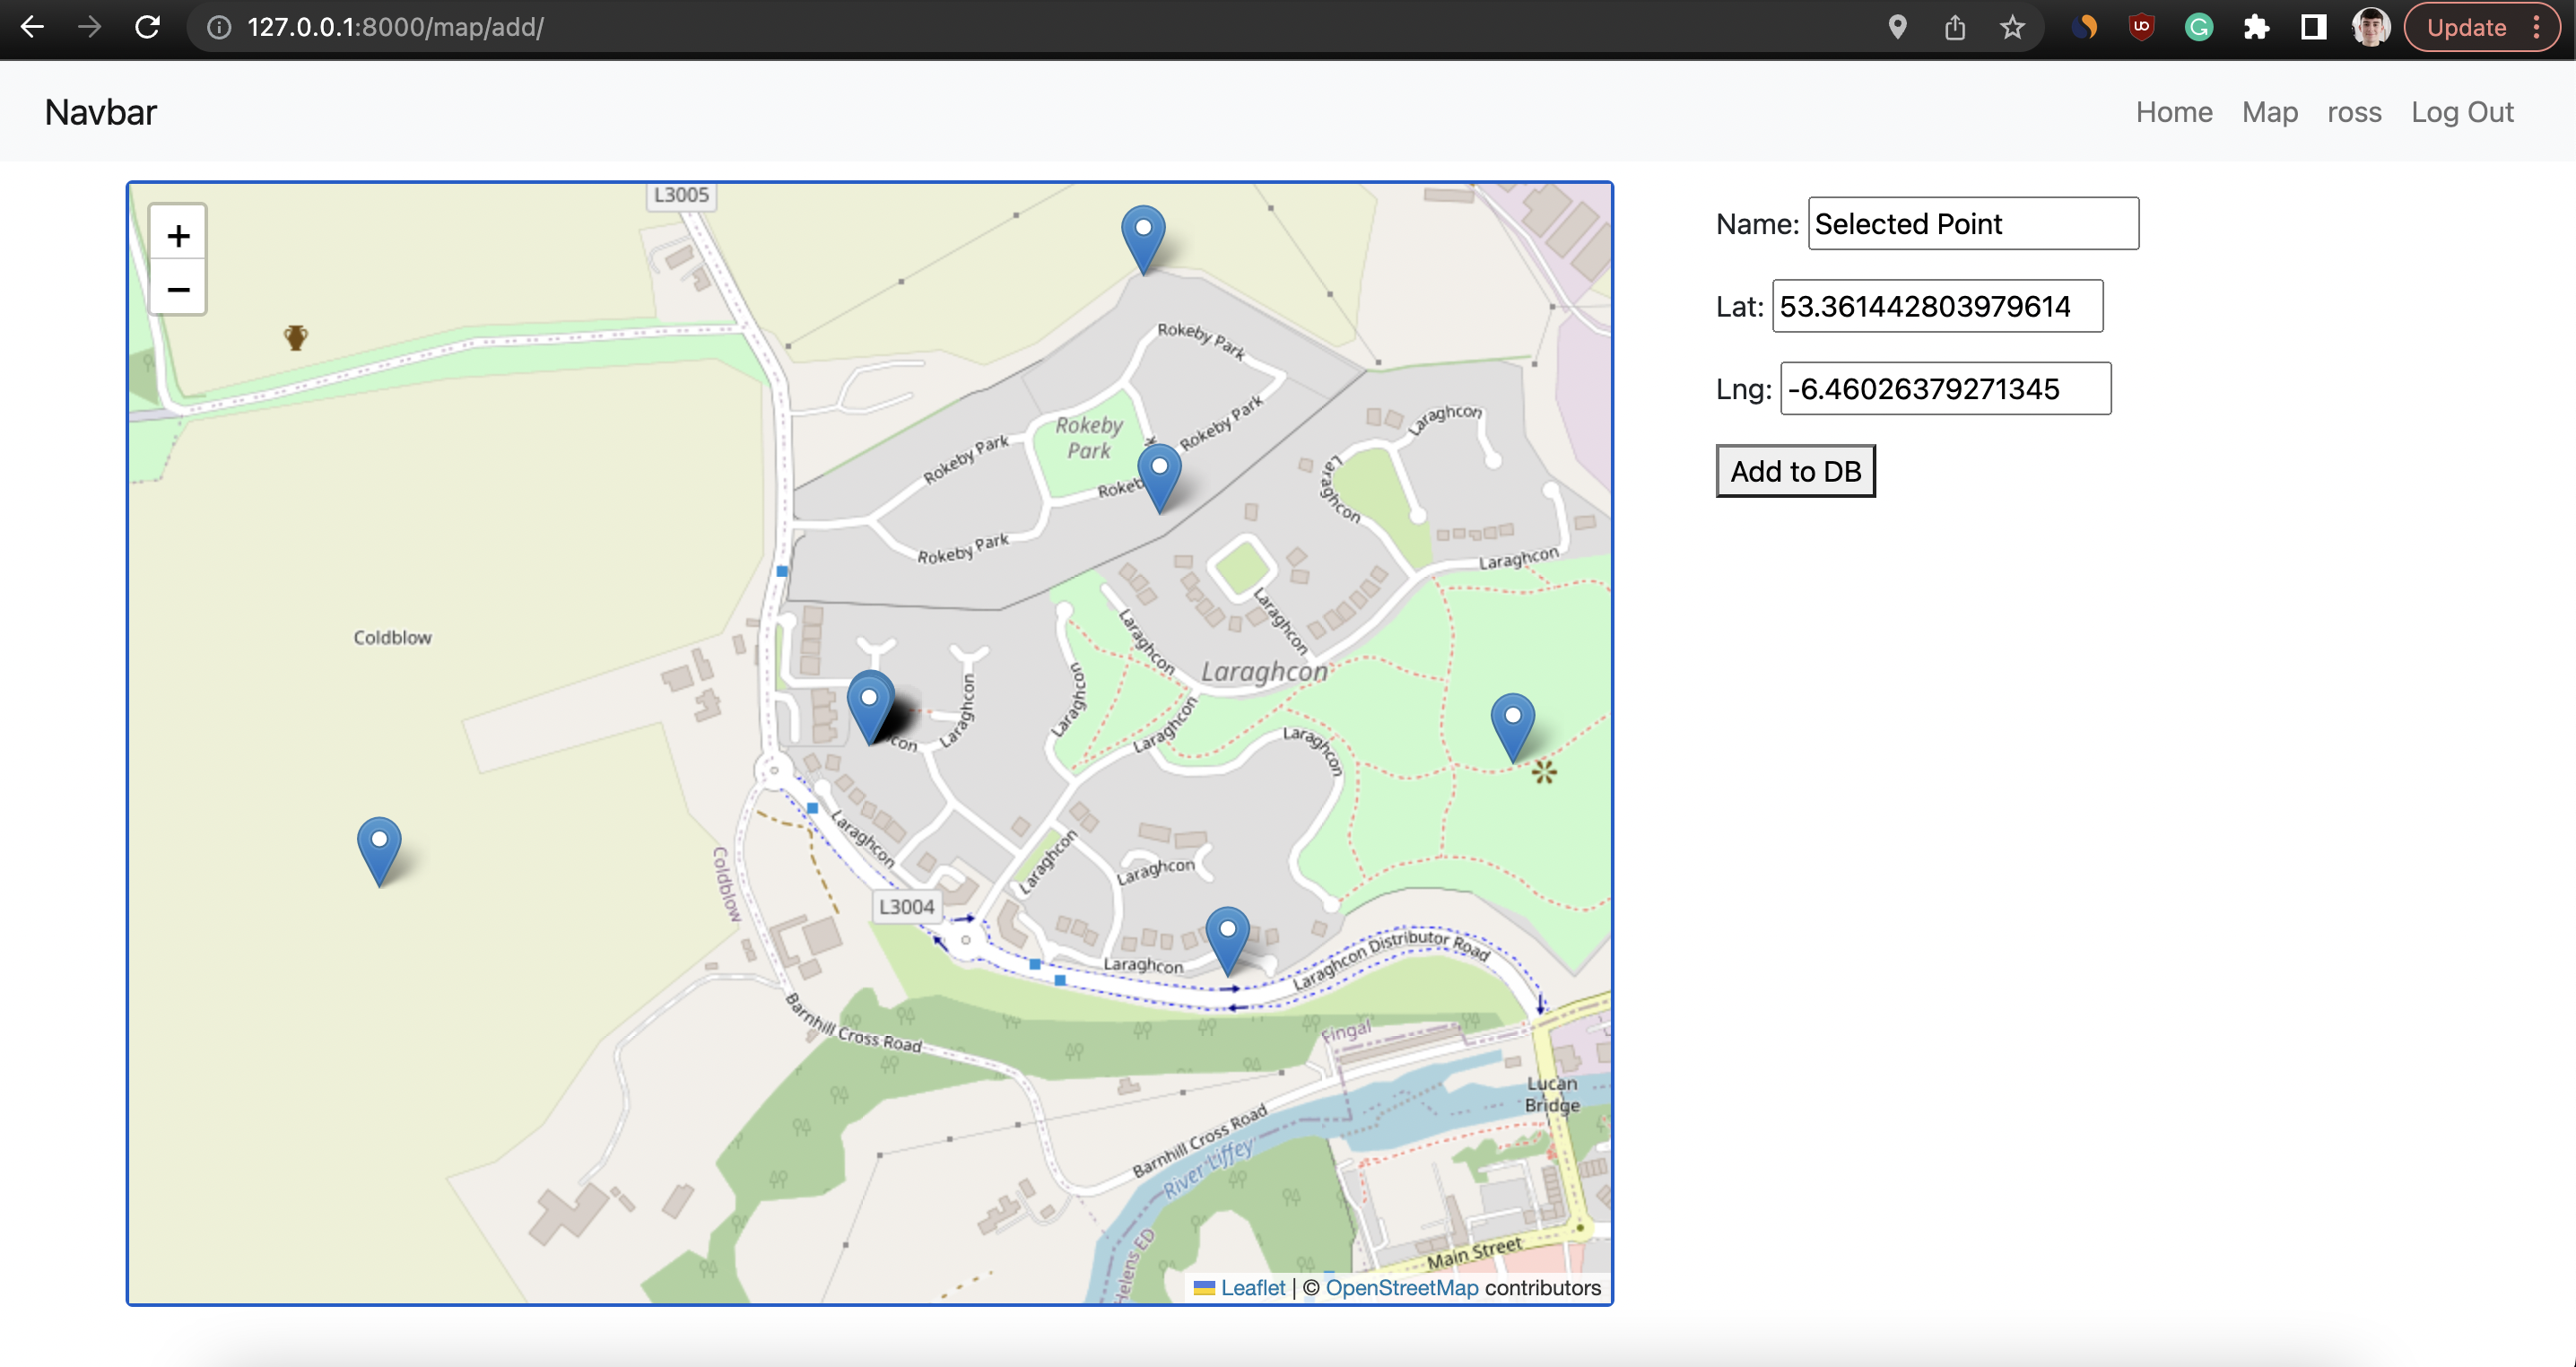 127.0.0.1:8000/map/add/
Update
Navbar
Home Map ross Log Out
L3005
+
−
Name: Selected Point
Lat: 53.361442803979614
Lng: -6.46026379271345
Add to DB
Rokeby Park
Rokeby Park
Rokeby Park
Rokeby Park
Rokeb
Rokeby Park
Laraghcon
Laraghcon
Laraghcon
Laraghcon
Laraghcon
Laraghcon
Laraghcon
Coldblow
Laraghcon
con
Laraghcon
Laraghcon
Laraghcon
Laraghcon
Laraghcon
Laraghcon
Coldblow
L3004
Laraghcon
Laraghcon Distributor Road
Barnhill Cross Road
Fingal
Lucan
Bridge
Barnhill Cross Road
River Liffey
Helens ED
Main Street
Leaflet | © OpenStreetMap contributors